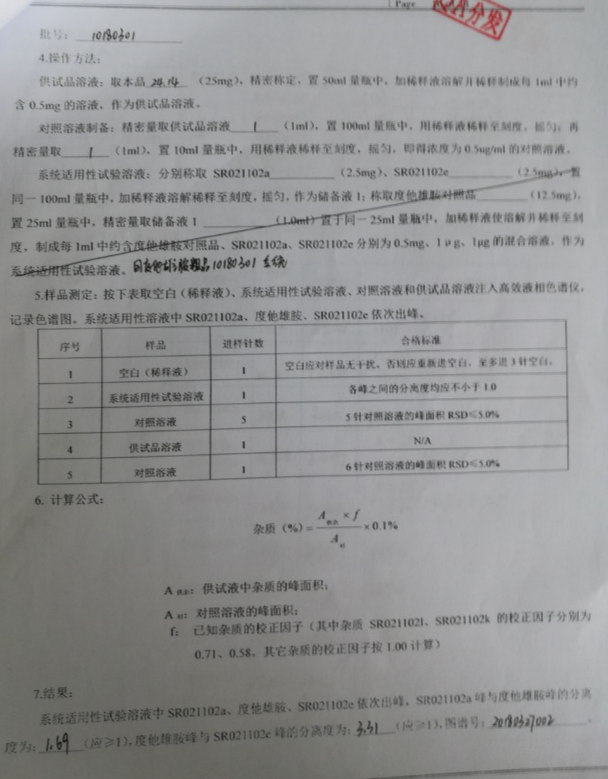 Page
QA分发
批号： 10180301
4.操作方法：
供试品溶液：取本品 24.14 （25mg），精密称定，置 50ml 量瓶中，加稀释液溶解并稀释制成每 1ml 中约
含 0.5mg 的溶液，作为供试品溶液。
对照溶液制备：精密量取供试品溶液 1 （1ml），置 100ml 量瓶中，用稀释液稀释至刻度，摇匀；再
精密量取 1 （1ml），置 10ml 量瓶中，用稀释液稀释至刻度，摇匀，即得浓度为 0.5ug/ml 的对照溶液。
系统适用性试验溶液：分别称取 SR021102a （2.5mg）、SR021102e （2.5mg），置
同一 100ml 量瓶中，加稀释液溶解稀释至刻度，摇匀，作为储备液 1；称取度他雄胺对照品 （12.5mg），
置 25ml 量瓶中，精密量取储备液 1 （1.0ml）置于同一 25ml 量瓶中，加稀释液使溶解并稀释至刻
度，制成每 1ml 中约含度他雄胺对照品、SR021102a、SR021102e 分别为 0.5mg、1μg、1μg 的混合溶液，作为
系统适用性试验溶液。 10180301 系统
5.样品测定：按下表取空白（稀释液）、系统适用性试验溶液、对照溶液和供试品溶液注入高效液相色谱仪，
记录色谱图。系统适用性溶液中 SR021102a、度他雄胺、SR021102e 依次出峰。
序号 样品 进样针数 合格标准
1 空白（稀释液） 1 空白应对样品无干扰，否则应重新进空白，至多进 3 针空白。
2 系统适用性试验溶液 1 各峰之间的分离度均应不小于 1.0
3 对照溶液 5 5 针对照溶液的峰面积 RSD≤5.0%
4 供试品溶液 1 N/A
5 对照溶液 1 6 针对照溶液的峰面积 RSD≤5.0%
6. 计算公式：
杂质（%）= A供杂 × f / A对 ×0.1%
A 供杂：供试液中杂质的峰面积；
A 对：对照溶液的峰面积；
f： 已知杂质的校正因子（其中杂质 SR021102l、SR021102k 的校正因子分别为
0.71、0.58，其它杂质的校正因子按 1.00 计算）
7.结果：
系统适用性试验溶液中 SR021102a、度他雄胺、SR021102e 依次出峰，SR021102a 峰与度他雄胺峰的分离
度为： 1.69 （应≥1），度他雄胺峰与 SR021102e 峰的分离度为： 3.31 （应≥1），图谱号： 20180327002 。